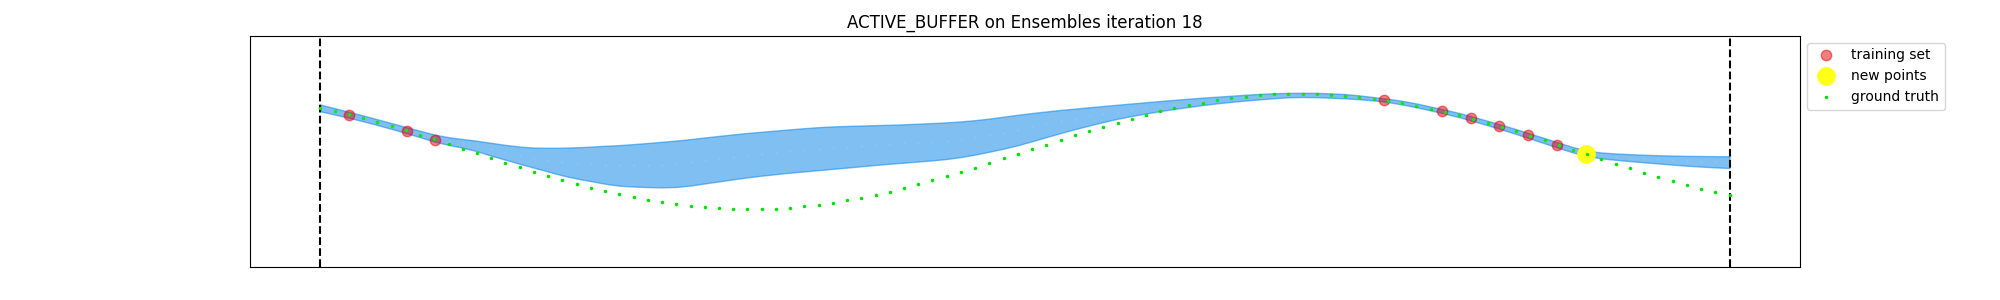 ACTIVE_BUFFER on Ensembles iteration 18
training set
new points
ground truth